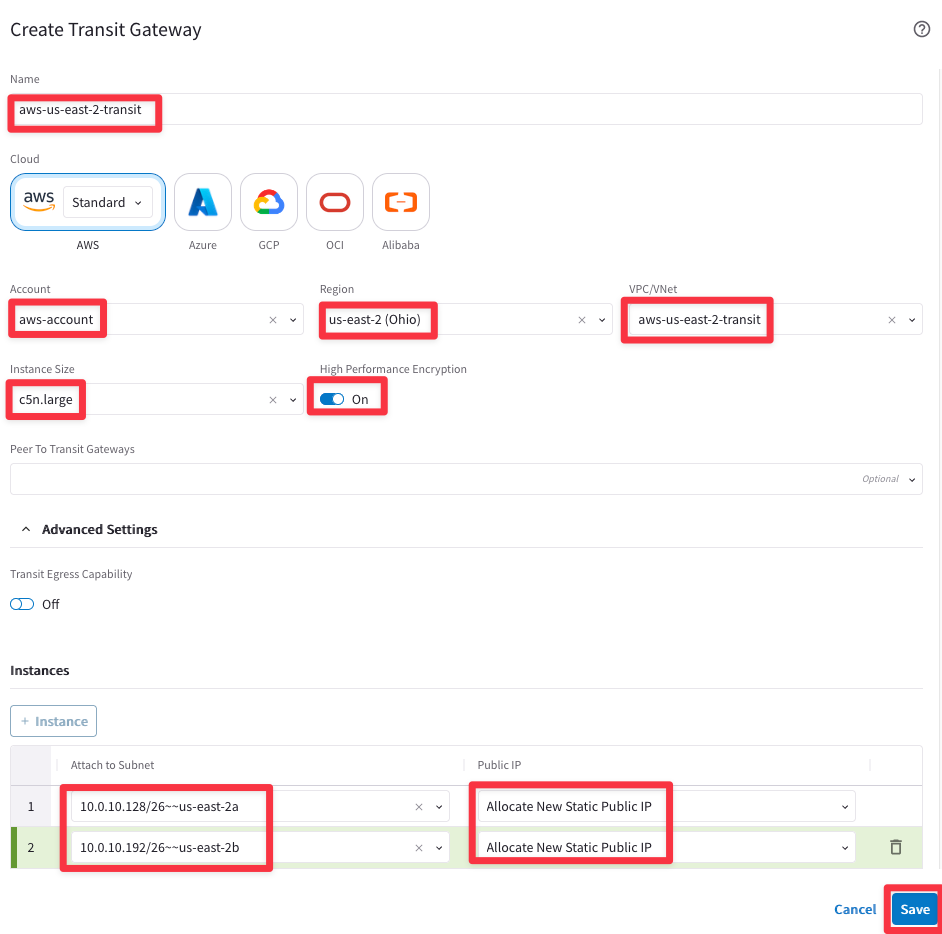 Create Transit Gateway
Name
aws-us-east-2-transit
Cloud
aws Standard
AWS Azure GCP OCI Alibaba
Account Region VPC/VNet
aws-account us-east-2 (Ohio) aws-us-east-2-transit
Instance Size High Performance Encryption
c5n.large On
Peer To Transit Gateways
Optional
Advanced Settings
Transit Egress Capability
Off
Instances
+ Instance
Attach to Subnet Public IP
1 10.0.10.128/26~~us-east-2a Allocate New Static Public IP
2 10.0.10.192/26~~us-east-2b Allocate New Static Public IP
Cancel Save